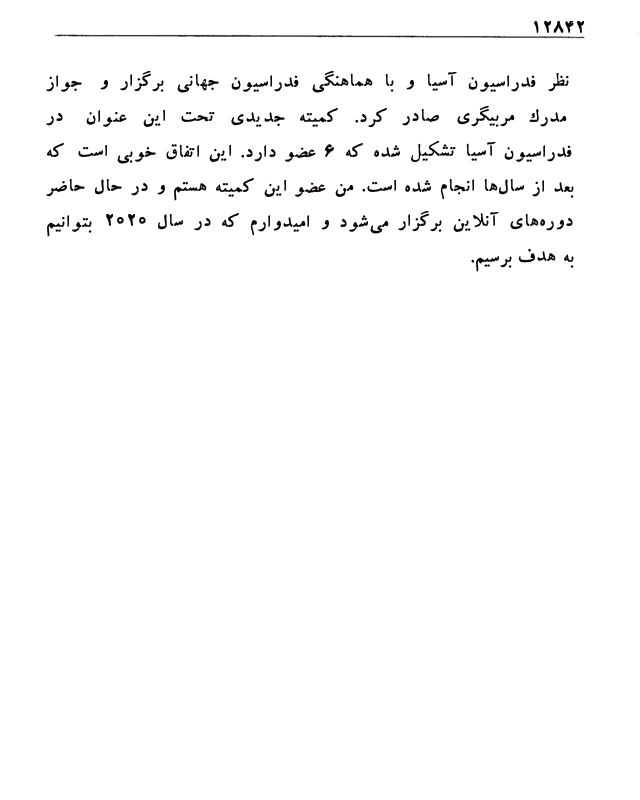 ۱۲۸۴۲
نظر فدراسیون آسیا و با هماهنگی فدراسیون جهانی برگزار و جواز
مدرك مربیگری صادر کرد. کمیته جدیدی تحت این عنوان در
فدراسیون آسیا تشکیل شده که ۶ عضو دارد. این اتفاق خوبی است که
بعد از سال‌ها انجام شده است. من عضو این کمیته هستم و در حال حاضر
دوره‌های آنلاین برگزار می‌شود و امیدوارم که در سال ۲۰۲۰ بتوانیم
به هدف برسیم.